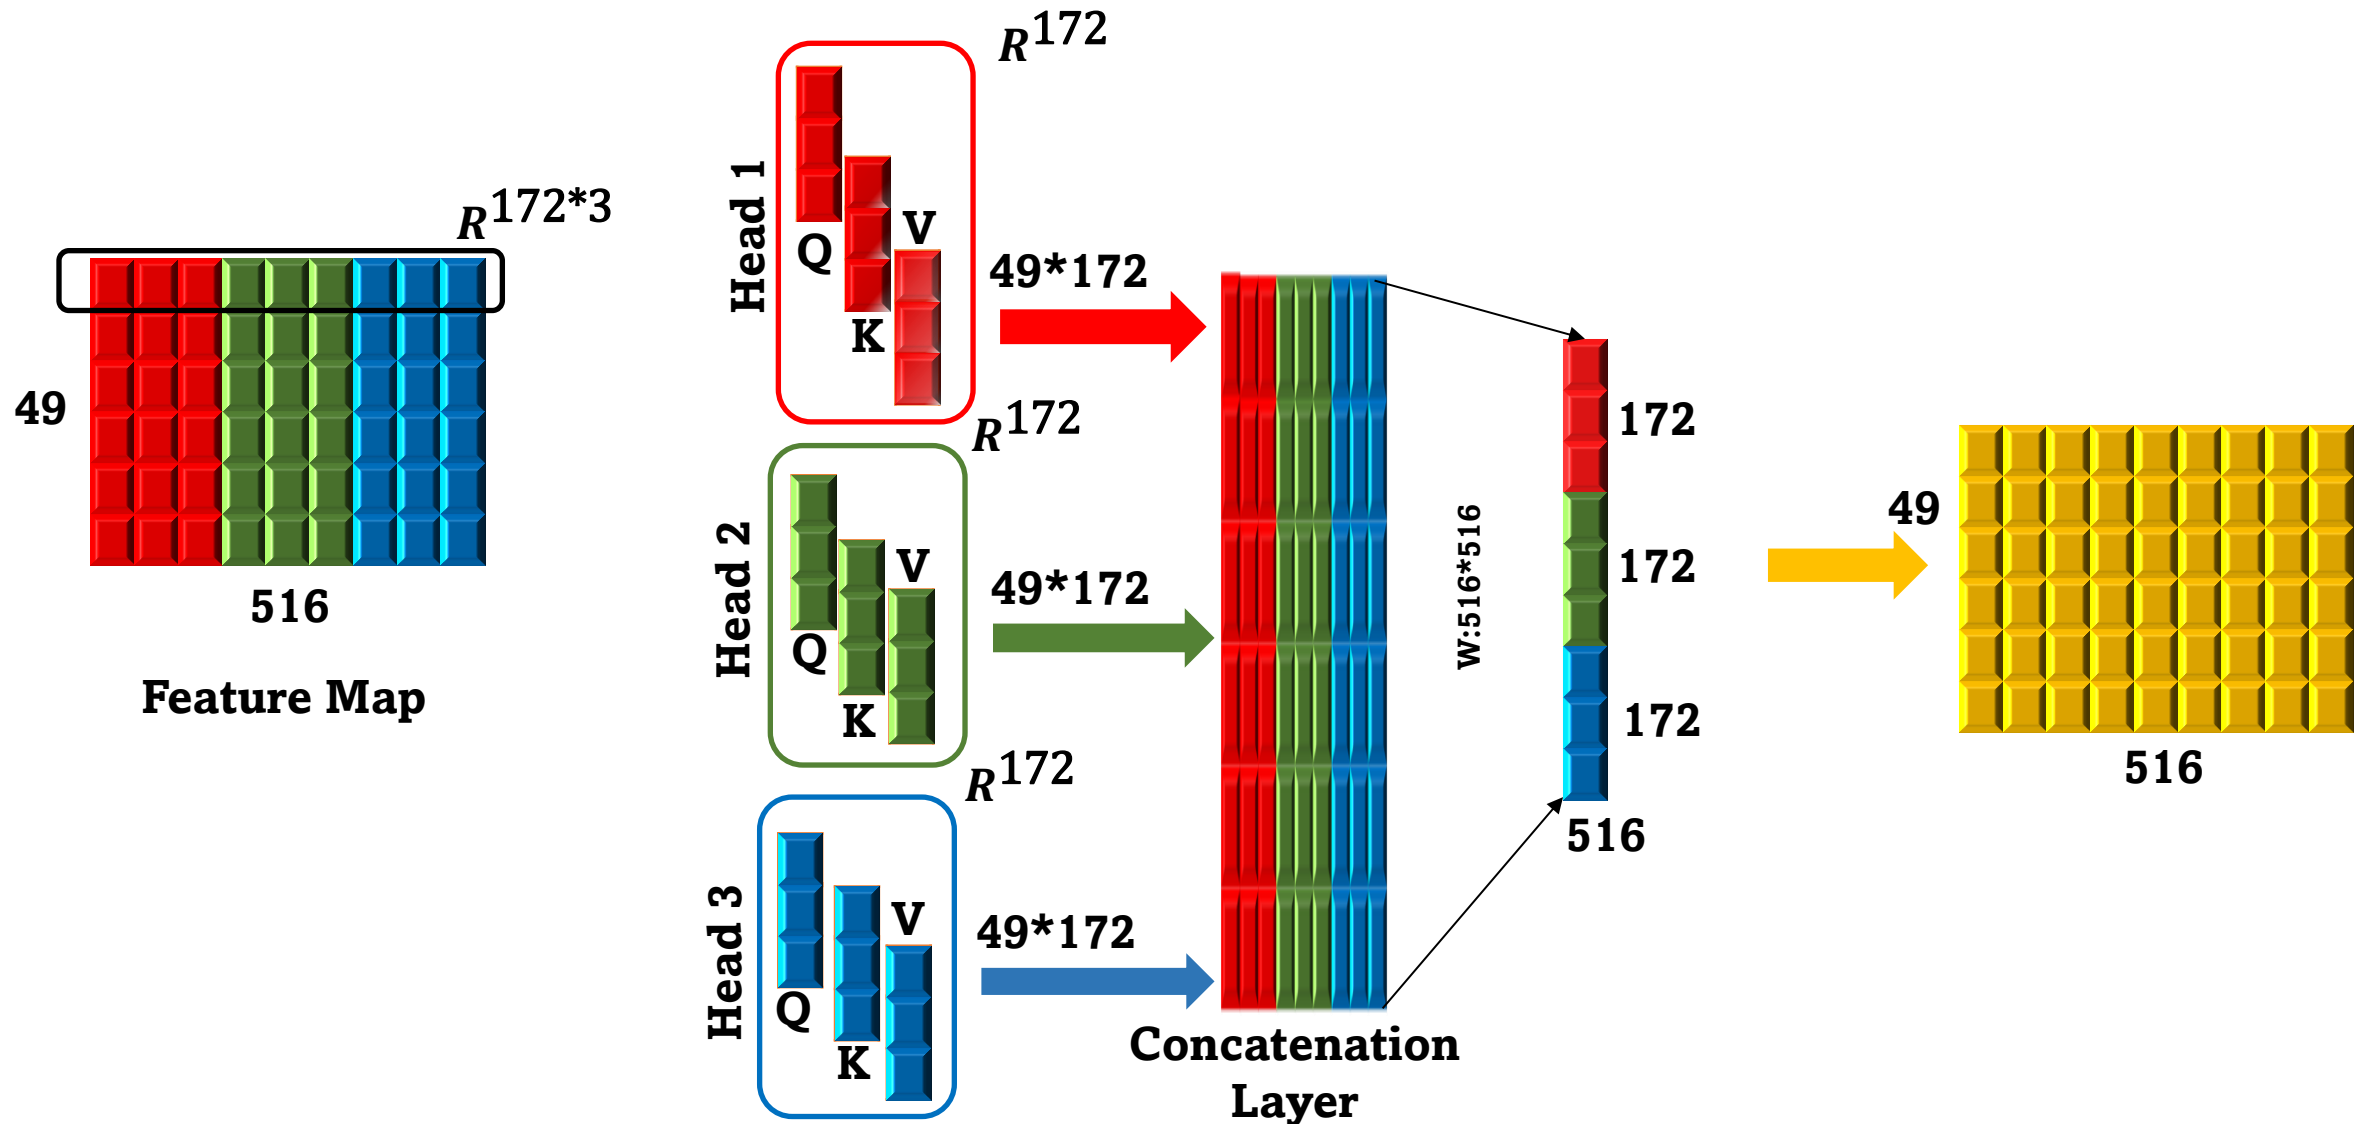 R172*3
49
516
Feature Map
R172
Head 1
Q
K
V
49*172
R172
Head 2
Q
K
V
49*172
R172
Head 3
Q
K
V
49*172
Concatenation
Layer
W:516*516
172
172
172
516
49
516